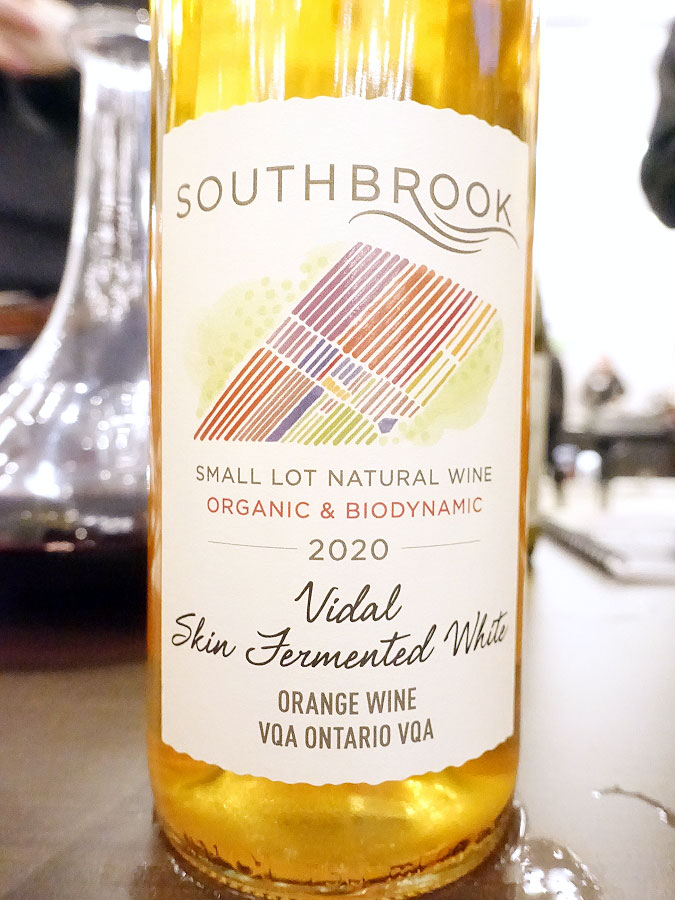 SOUTHBROOK
SMALL LOT NATURAL WINE
ORGANIC & BIODYNAMIC
2020
Vidal
Skin Fermented White
ORANGE WINE
VQA ONTARIO VQA